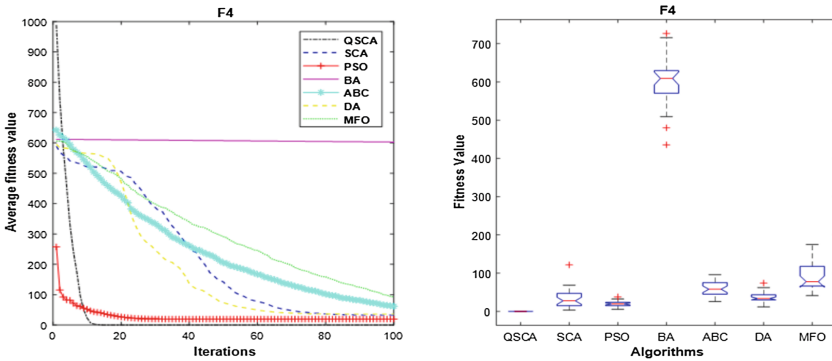 F4
1000
900
800
700
600
500
400
300
200
100
0
Average fitness value
0
20
40
60
80
100
Iterations
QSCA
SCA
PSO
BA
ABC
DA
MFO
F4
700
600
500
400
300
200
100
0
Fitness Value
QSCA
SCA
PSO
BA
ABC
DA
MFO
Algorithms